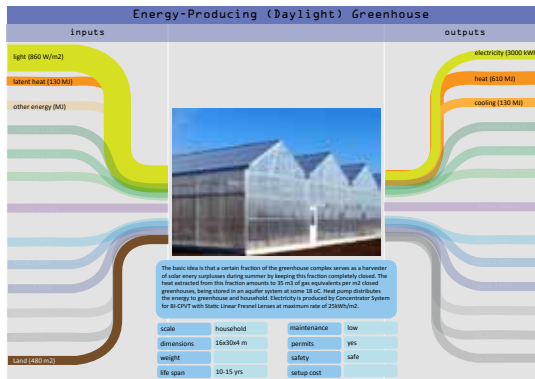 Energy-Producing (Daylight) Greenhouse
inputs
outputs
light (860 W/m2)
latent heat (130 MJ)
other energy (MJ)
Land (480 m2)
electricity (3000 kWh
heat (610 MJ)
cooling (130 MJ)
The basic idea is that a certain fraction of the greenhouse complex serves as a harvester
of solar enery surplusses during summer by keeping this fraction completely closed. The
heat extracted from this fraction amounts to 35 m3 of gas equivalents per m2 closed
greenhouses, being stored in an aquifer system at some 18 oC. Heat pump distributes
the energy to greenhouse and household. Electricity is produced by Concentrator System
for BI-CPVT with Static Linear Fresnel Lenses at maximum rate of 25kWh/m2.
scale household
dimensions 16x30x4 m
weight
life span 10-15 yrs
maintenance low
permits yes
safety safe
setup cost